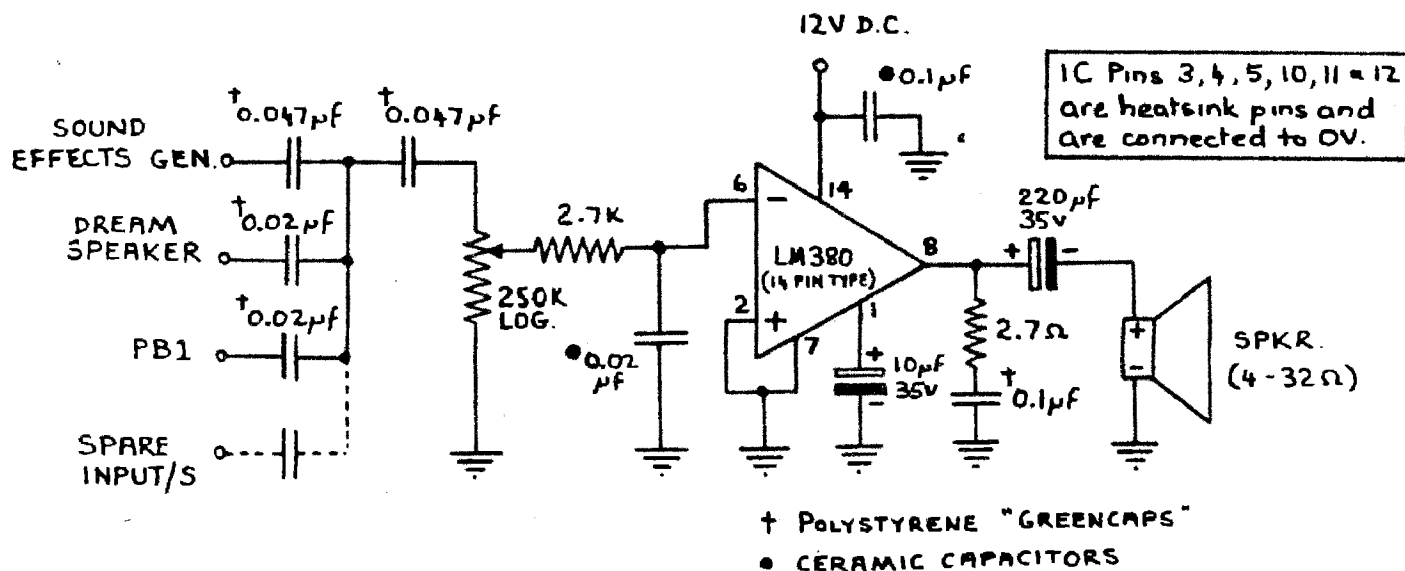 12V D.C.
●0.1µf
IC Pins 3, 4, 5, 10, 11 & 12
are heatsink pins and
are connected to 0V.
†0.047µf
†0.047µf
SOUND
EFFECTS GEN.
6
14
220µf
35v
†0.02µf
2.7K
DREAM
SPEAKER
−
LM380
(14 PIN TYPE)
8
+
−
250K
LOG.
2
+
1
2.7Ω
†0.02µf
PB1
7
●0.02
µf
+
10µf
35v
−
†0.1µf
+
−
SPKR.
(4-32Ω)
SPARE
INPUT/S
† POLYSTYRENE "GREENCAPS"
● CERAMIC CAPACITORS